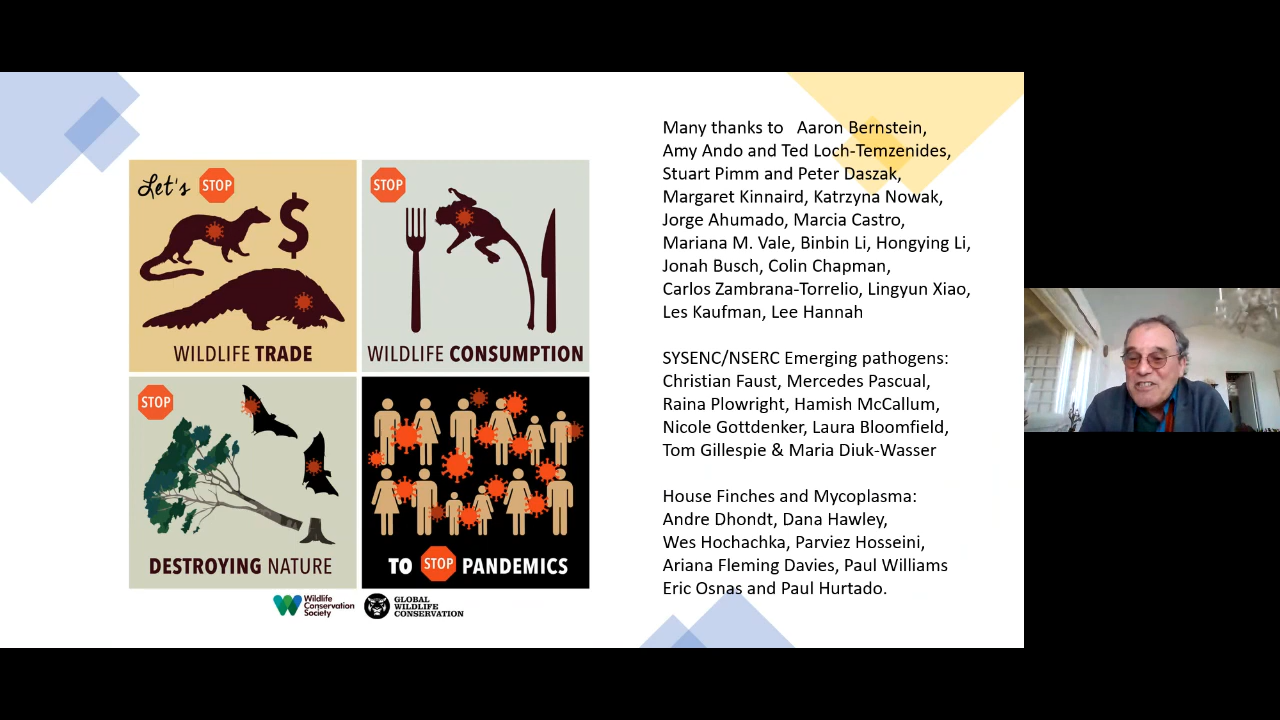 Let's STOP
$
WILDLIFE TRADE
STOP
WILDLIFE CONSUMPTION
STOP
DESTROYING NATURE
TO STOP PANDEMICS
Wildlife
Conservation
Society
GLOBAL
WILDLIFE
CONSERVATION
Many thanks to Aaron Bernstein,
Amy Ando and Ted Loch-Temzenides,
Stuart Pimm and Peter Daszak,
Margaret Kinnaird, Katrzyna Nowak,
Jorge Ahumado, Marcia Castro,
Mariana M. Vale, Binbin Li, Hongying Li,
Jonah Busch, Colin Chapman,
Carlos Zambrana-Torrelio, Lingyun Xiao,
Les Kaufman, Lee Hannah
SYSENC/NSERC Emerging pathogens:
Christian Faust, Mercedes Pascual,
Raina Plowright, Hamish McCallum,
Nicole Gottdenker, Laura Bloomfield,
Tom Gillespie & Maria Diuk-Wasser
House Finches and Mycoplasma:
Andre Dhondt, Dana Hawley,
Wes Hochachka, Parviez Hosseini,
Ariana Fleming Davies, Paul Williams
Eric Osnas and Paul Hurtado.